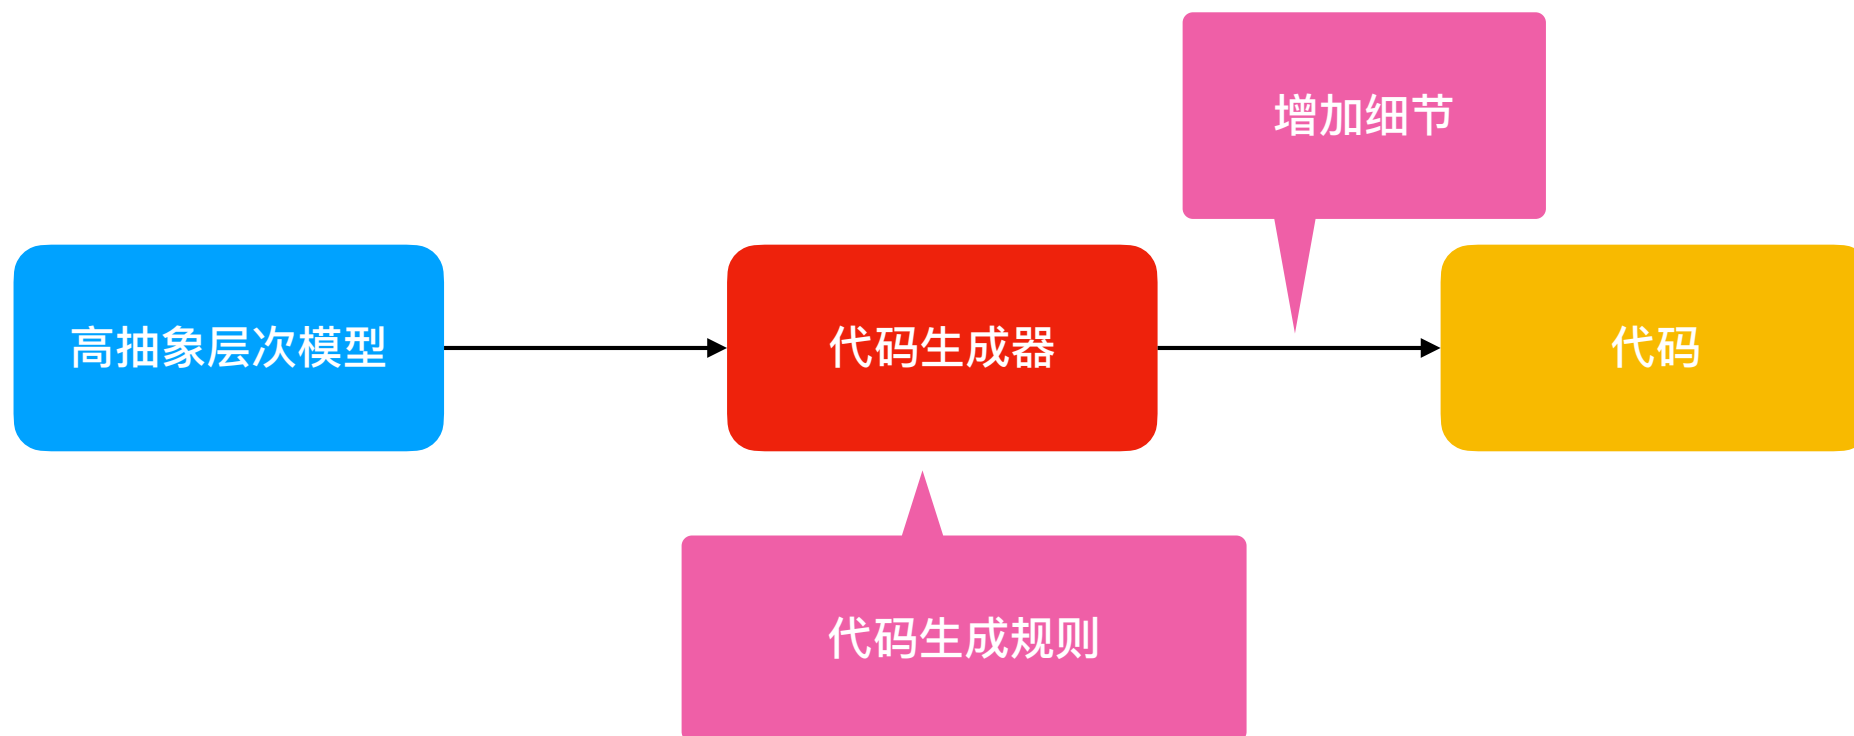 增加细节
高抽象层次模型
代码生成器
代码
代码生成规则